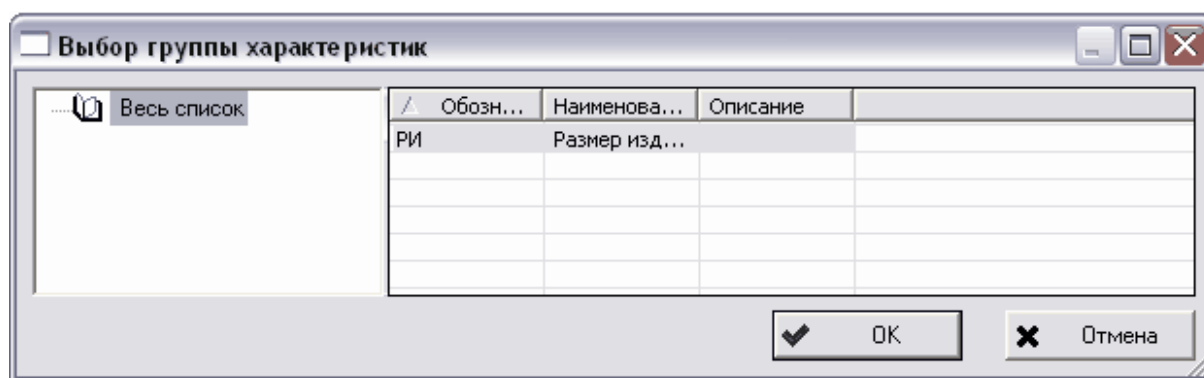 Выбор группы характеристик
Весь список
Обозн... Наименова... Описание
РИ Размер изд...
OK Отмена